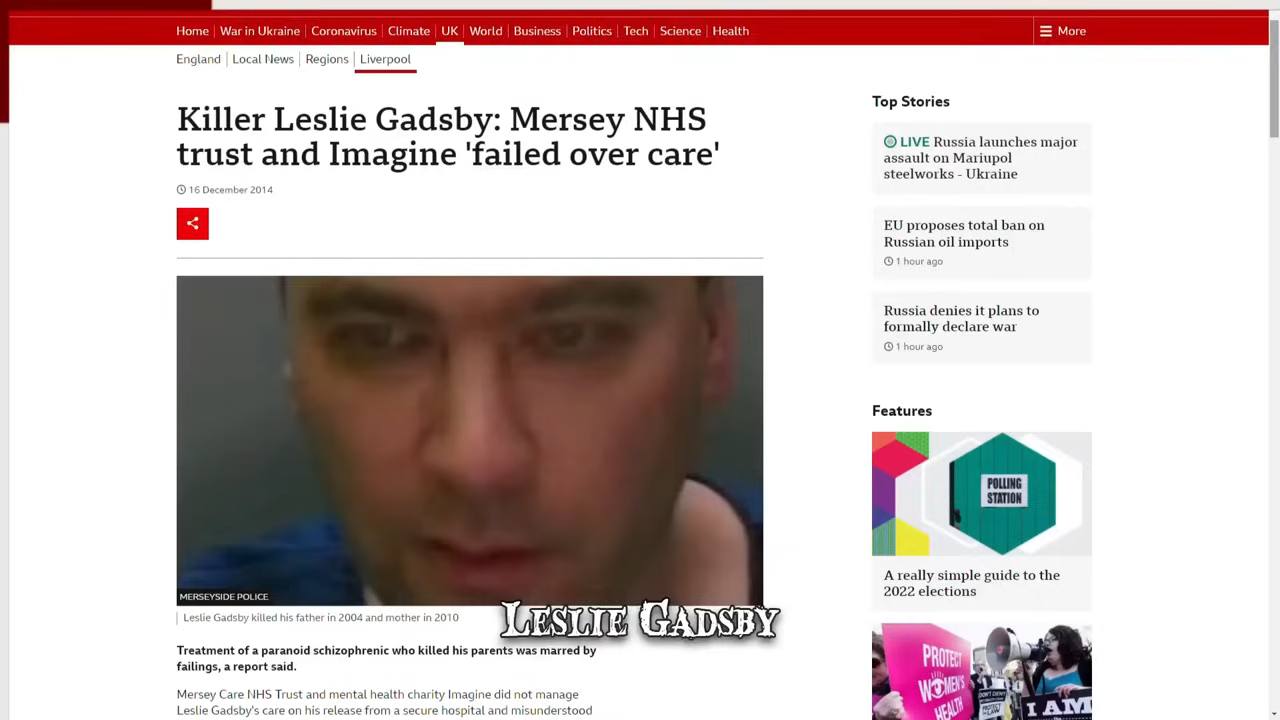 Home War in Ukraine Coronavirus Climate UK World Business Politics Tech Science Health More
England Local News Regions Liverpool
Killer Leslie Gadsby: Mersey NHS
trust and Imagine 'failed over care'
16 December 2014
MERSEYSIDE POLICE
Leslie Gadsby killed his father in 2004 and mother in 2010
LESLIE GADSBY
Treatment of a paranoid schizophrenic who killed his parents was marred by
failings, a report said.
Mersey Care NHS Trust and mental health charity Imagine did not manage
Leslie Gadsby's care on his release from a secure hospital and misunderstood
Top Stories
LIVE Russia launches major
assault on Mariupol
steelworks - Ukraine
EU proposes total ban on
Russian oil imports
1 hour ago
Russia denies it plans to
formally declare war
1 hour ago
Features
POLLING
STATION
A really simple guide to the
2022 elections
PROTECT
WOMEN'S
HEALTH
I AM